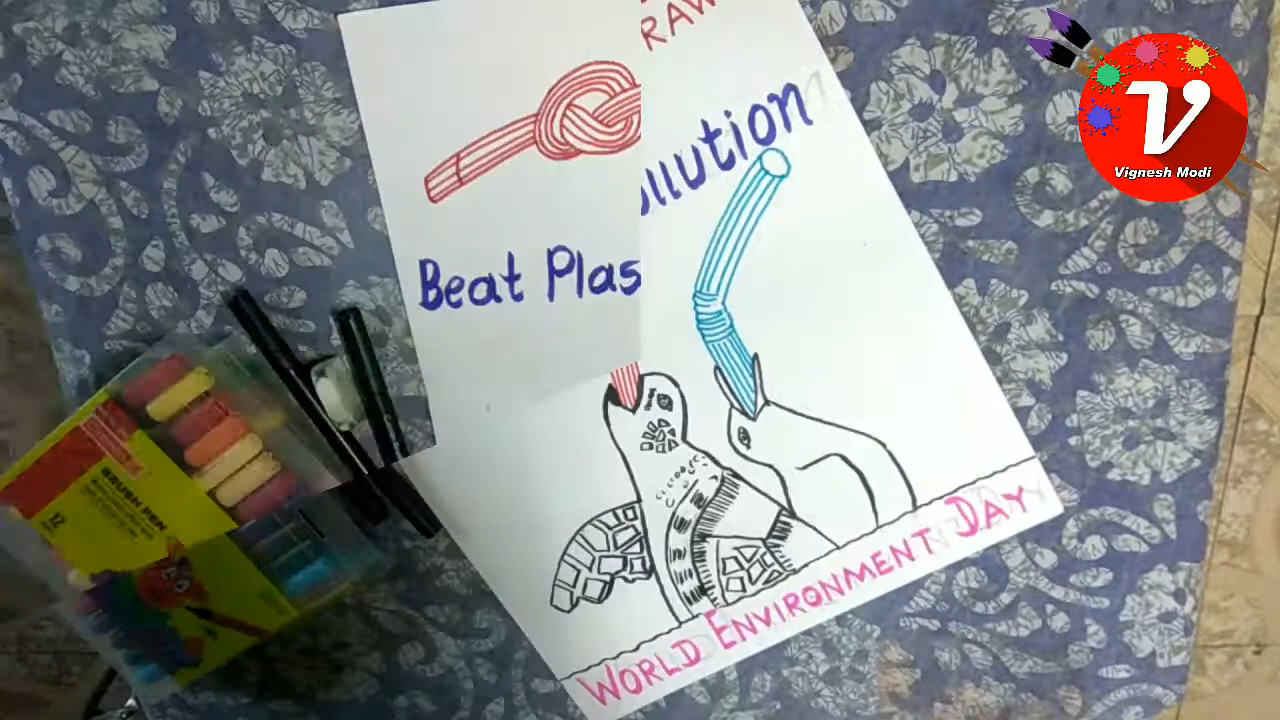 RAW
Beat Plas
ollution
WORLD ENVIRONMENT DAY
BRUSH PEN
12
V
Vignesh Modi